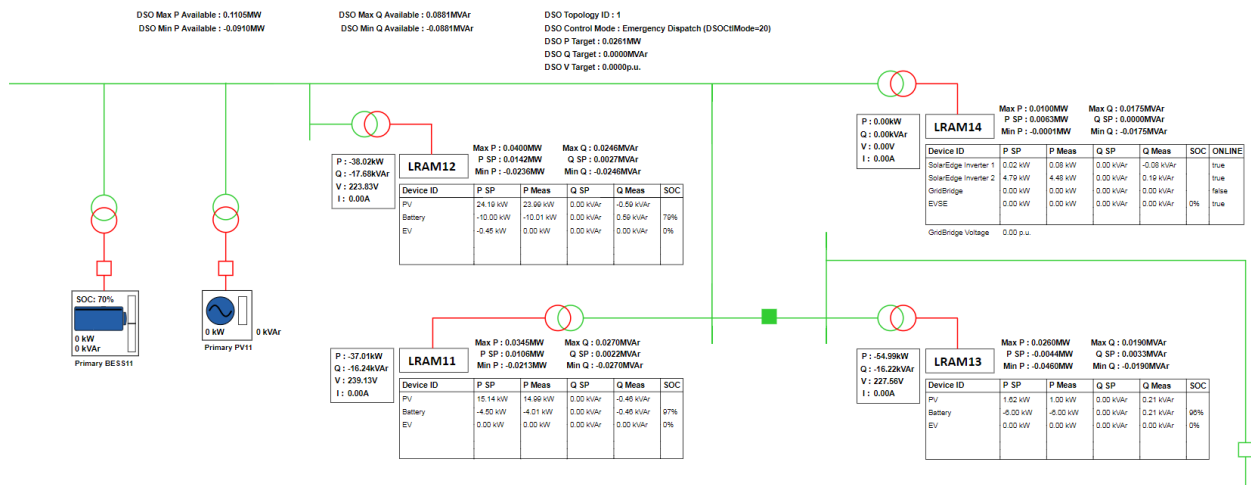 DSO Max P Available : 0.1105MW DSO Max Q Available : 0.0881MVAr DSO Topology ID : 1
DSO Min P Available : -0.0910MW DSO Min Q Available : -0.0881MVAr DSO Control Mode : Emergency Dispatch (DSOCtlMode=20)
DSO P Target : 0.0261MW
DSO Q Target : 0.0000MVAr
DSO V Target : 0.0000p.u.
P : -38.02kW
Q : -17.68kVAr
V : 223.83V
I : 0.00A
LRAM12
Max P : 0.0400MW Max Q : 0.0246MVAr
P SP : 0.0142MW Q SP : 0.0027MVAr
Min P : -0.0236MW Min Q : -0.0246MVAr
Device ID P SP P Meas Q SP Q Meas SOC
PV 24.19 kW 23.99 kW 0.00 kVAr -0.59 kVAr
Battery -10.00 kW -10.01 kW 0.00 kVAr 0.59 kVAr 79%
EV -0.45 kW 0.00 kW 0.00 kVAr 0.00 kVAr 0%
P : 0.00kW
Q : 0.00kVAr
V : 0.00V
I : 0.00A
LRAM14
Max P : 0.0100MW Max Q : 0.0175MVAr
P SP : 0.0063MW Q SP : 0.0000MVAr
Min P : -0.0001MW Min Q : -0.0175MVAr
Device ID P SP P Meas Q SP Q Meas SOC ONLINE
SolarEdge Inverter 1 0.02 kW 0.08 kW 0.00 kVAr -0.08 kVAr true
SolarEdge Inverter 2 4.79 kW 4.48 kW 0.00 kVAr 0.19 kVAr true
GridBridge 0.00 kW 0.00 kW 0.00 kVAr 0.00 kVAr false
EVSE 0.00 kW 0.00 kW 0.00 kVAr 0.00 kVAr 0% true
GridBridge Voltage 0.00 p.u.
SOC: 70%
0 kW
0 kVAr
Primary BESS11
0 kW 0 kVAr
Primary PV11
P : -37.01kW
Q : -16.24kVAr
V : 239.13V
I : 0.00A
LRAM11
Max P : 0.0345MW Max Q : 0.0270MVAr
P SP : 0.0106MW Q SP : 0.0022MVAr
Min P : -0.0213MW Min Q : -0.0270MVAr
Device ID P SP P Meas Q SP Q Meas SOC
PV 15.14 kW 14.99 kW 0.00 kVAr -0.46 kVAr
Battery -4.50 kW -4.01 kW 0.00 kVAr -0.46 kVAr 97%
EV 0.00 kW 0.00 kW 0.00 kVAr 0.00 kVAr 0%
P : -54.99kW
Q : -16.22kVAr
V : 227.56V
I : 0.00A
LRAM13
Max P : 0.0260MW Max Q : 0.0190MVAr
P SP : -0.0044MW Q SP : 0.0033MVAr
Min P : -0.0460MW Min Q : -0.0190MVAr
Device ID P SP P Meas Q SP Q Meas SOC
PV 1.62 kW 1.00 kW 0.00 kVAr 0.21 kVAr
Battery -6.00 kW -6.00 kW 0.00 kVAr 0.21 kVAr 96%
EV 0.00 kW 0.00 kW 0.00 kVAr 0.00 kVAr 0%